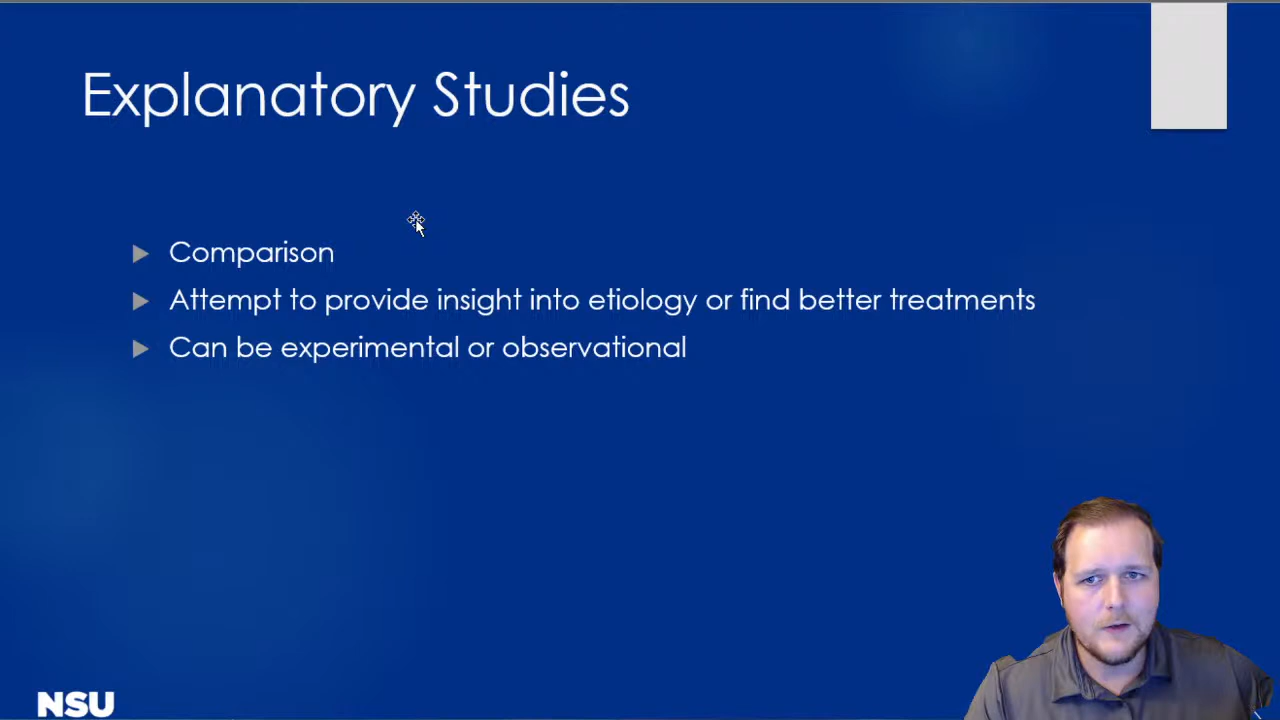 Explanatory Studies
Comparison
Attempt to provide insight into etiology or find better treatments
Can be experimental or observational
NSU